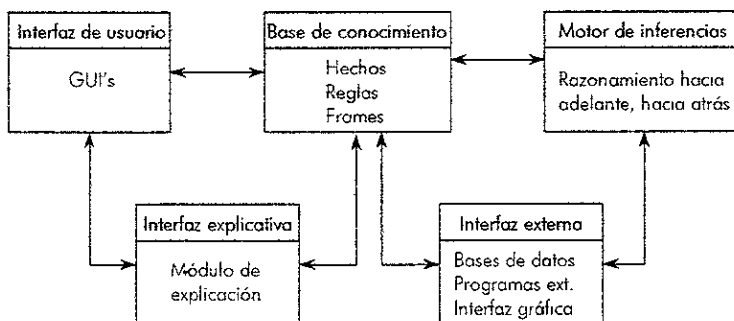 Interfaz de usuario
GUI's
Base de conocimiento
Hechos
Reglas
Frames
Motor de inferencias
Razonamiento hacia
adelante, hacia atrás
Interfaz explicativa
Módulo de
explicación
Interfaz externa
Bases de datos
Programas ext.
Interfaz gráfica